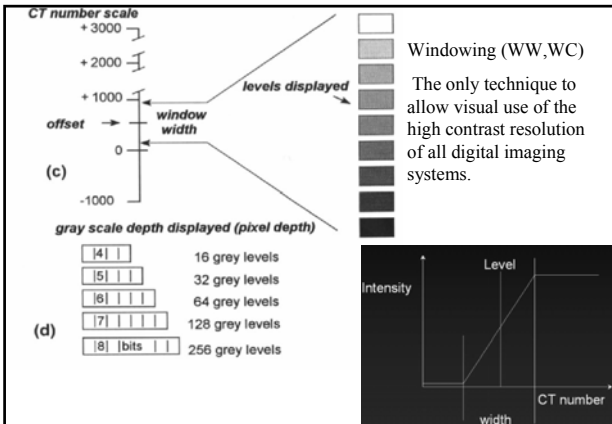 CT number scale
+ 3000
+ 2000
+ 1000
offset
window
width
0
(c)
-1000
levels displayed
Windowing (WW,WC)
The only technique to
allow visual use of the
high contrast resolution
of all digital imaging
systems.
gray scale depth displayed (pixel depth)
|4| 16 grey levels
|5| 32 grey levels
|6| 64 grey levels
|7| 128 grey levels
(d)
|8| bits 256 grey levels
Level
Intensity
CT number
width